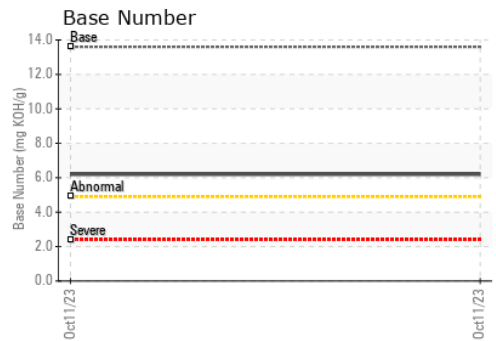 Base Number
Base Number (mg KOH/g)
14.0
12.0
10.0
8.0
6.0
4.0
2.0
0.0
Base
Abnormal
Severe
Oct11/23
Oct11/23